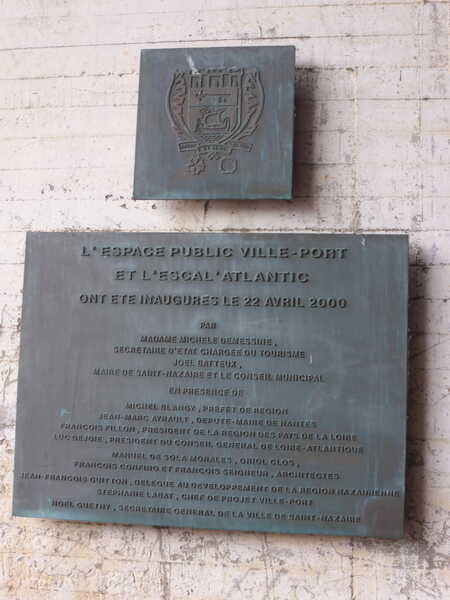 L'ESPACE PUBLIC VILLE-PORT
ET L'ESCAL'ATLANTIC
ONT ETE INAUGURES LE 22 AVRIL 2000
PAR
MADAME MICHELE DEMESSINE ,
SECRETAIRE D'ETAT CHARGEE DU TOURISME
JOEL BATTEUX ,
MAIRE DE SAINT-NAZAIRE ET LE CONSEIL MUNICIPAL
EN PRESENCE DE
MICHEL BLANGY , PREFET DE REGION
JEAN-MARC AYRAULT , DEPUTE-MAIRE DE NANTES
FRANCOIS FILLON , PRESIDENT DE LA REGION DES PAYS DE LA LOIRE
LUC DEJOIE , PRESIDENT DU CONSEIL GENERAL DE LOIRE-ATLANTIQUE
MANUEL DE SOLA MORALES , ORIOL CLOS ,
FRANCOIS CONFINO ET FRANCOIS SEIGNEUR , ARCHITECTES
JEAN-FRANCOIS GUITTON , DELEGUE AU DEVELOPPEMENT DE LA REGION NAZAIRIENNE
STEPHANIE LABAT , CHEF DE PROJET VILLE-PORT
NOEL GUETNY , SECRETAIRE GENERAL DE LA VILLE DE SAINT-NAZAIRE